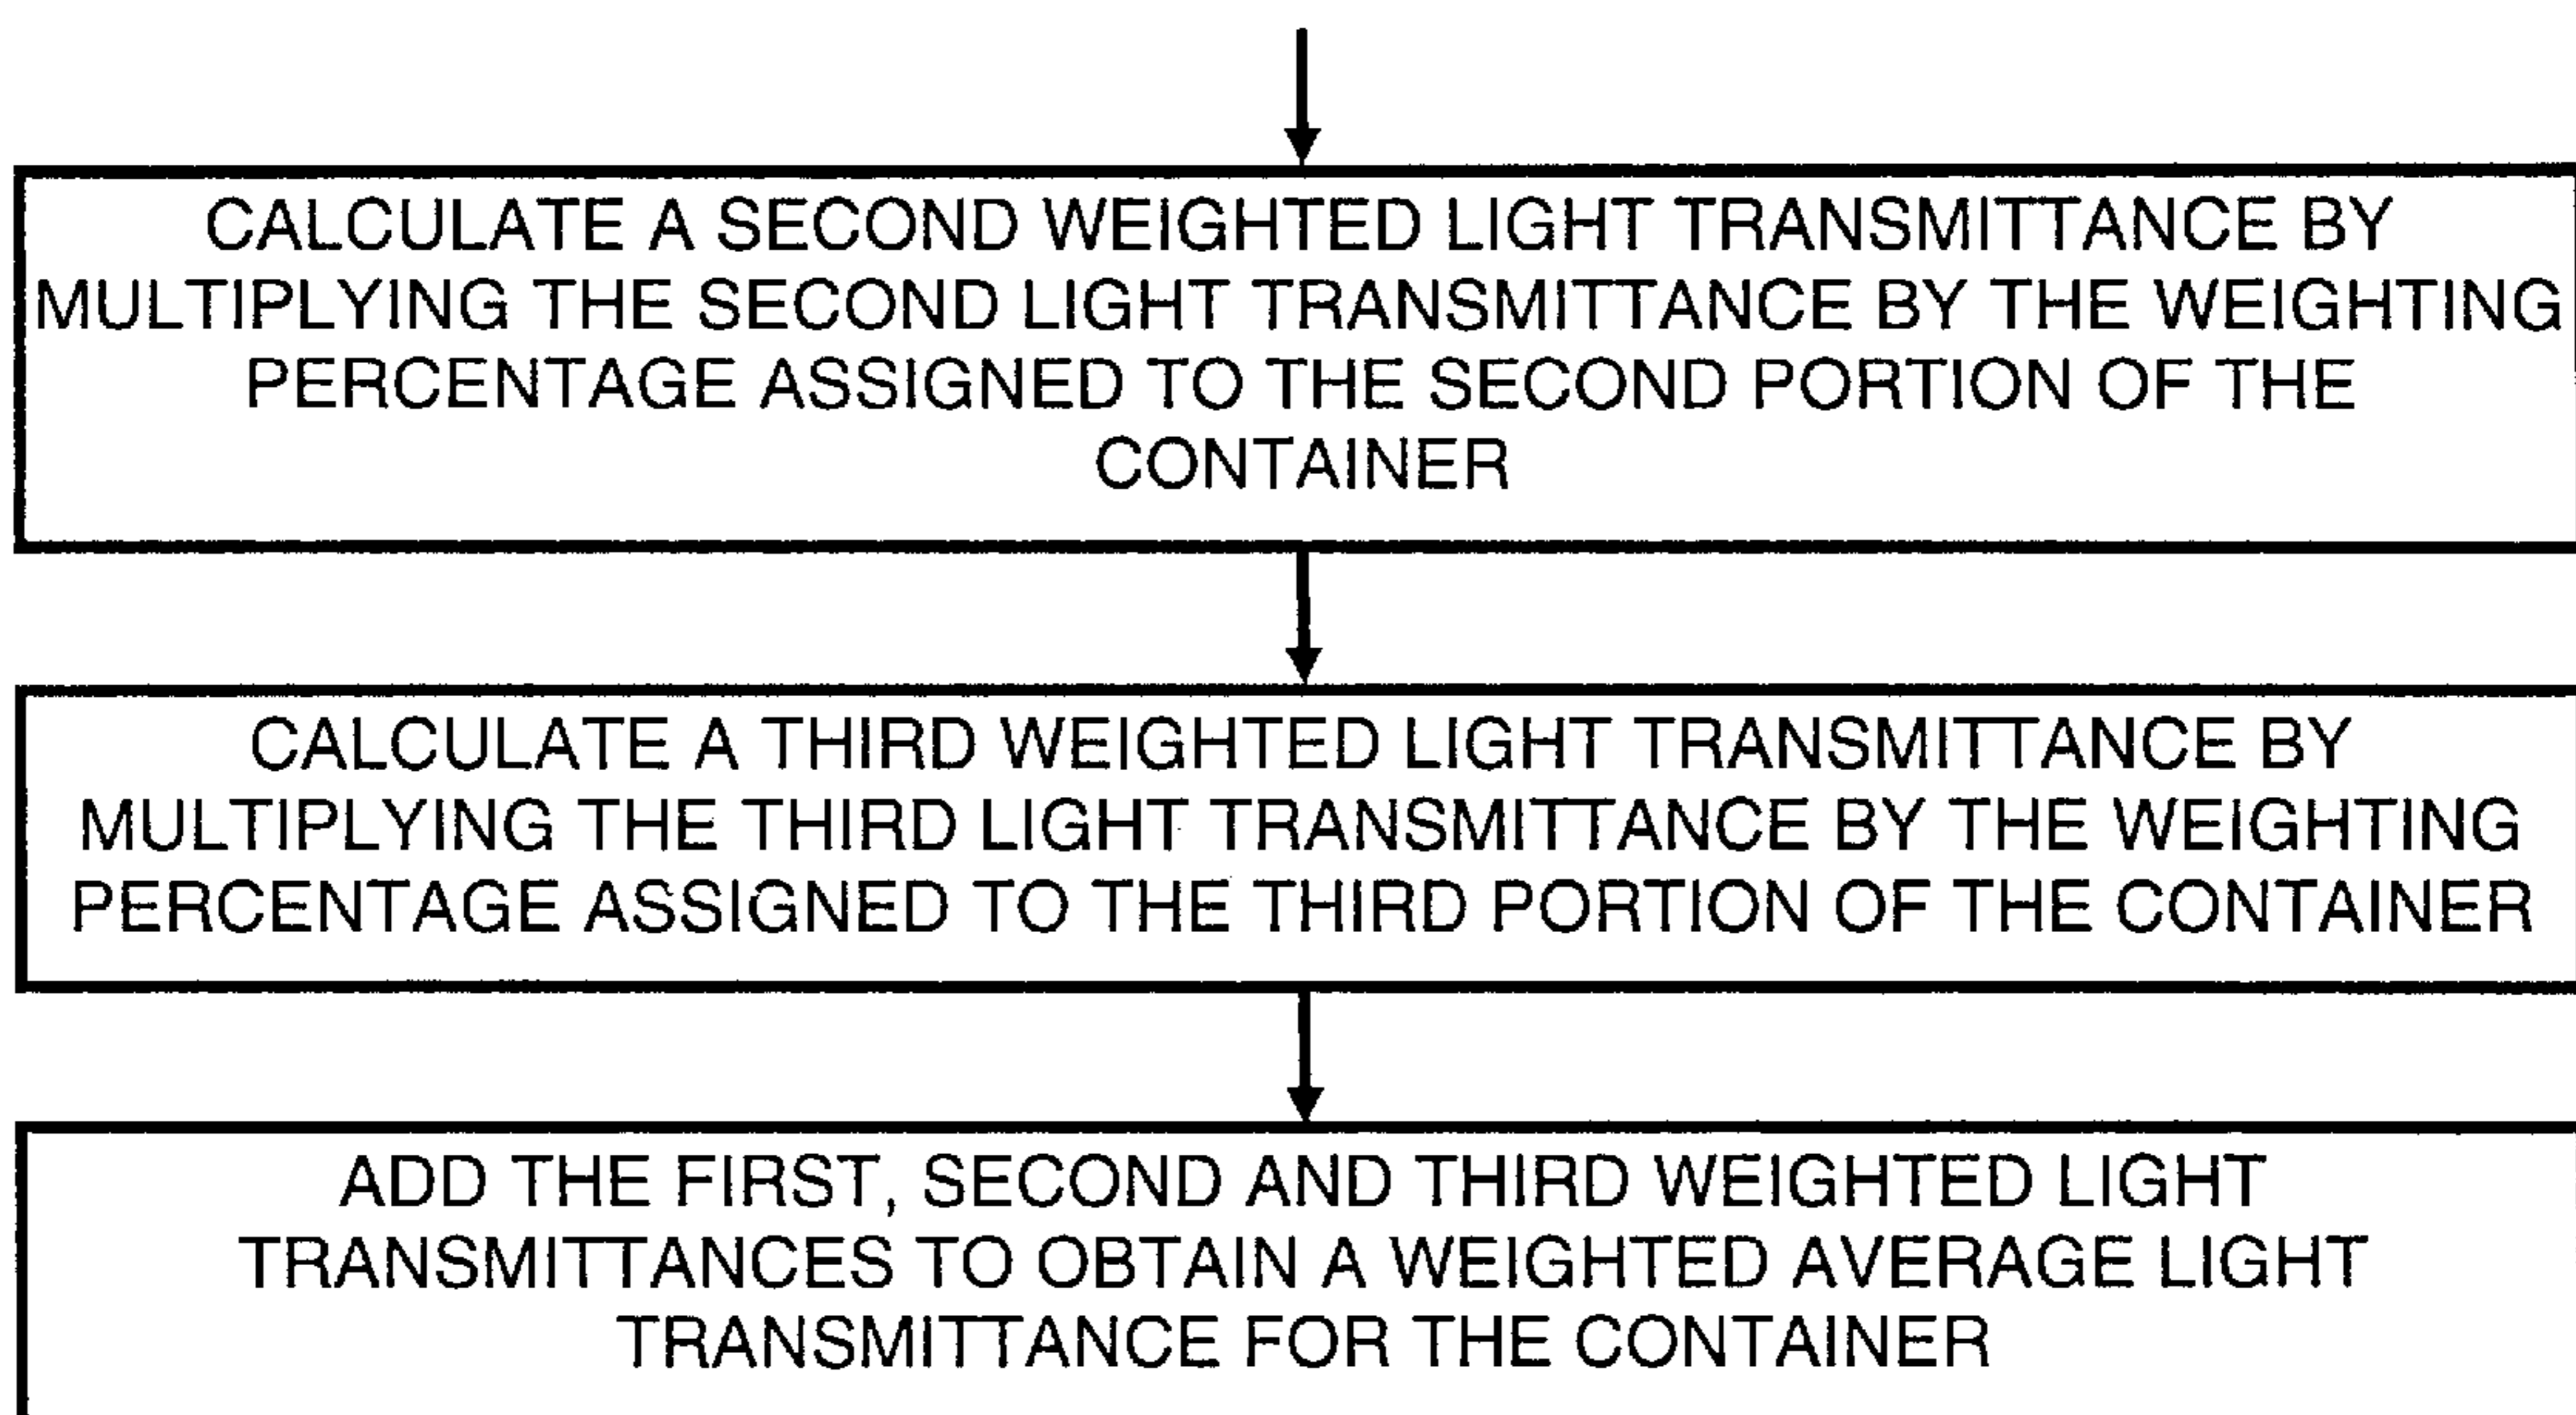 CALCULATE A SECOND WEIGHTED LIGHT TRANSMITTANCE BY
MULTIPLYING THE SECOND LIGHT TRANSMITTANCE BY THE WEIGHTING
PERCENTAGE ASSIGNED TO THE SECOND PORTION OF THE
CONTAINER
CALCULATE A THIRD WEIGHTED LIGHT TRANSMITTANCE BY
MULTIPLYING THE THIRD LIGHT TRANSMITTANCE BY THE WEIGHTING
PERCENTAGE ASSIGNED TO THE THIRD PORTION OF THE CONTAINER
ADD THE FIRST, SECOND AND THIRD WEIGHTED LIGHT
TRANSMITTANCES TO OBTAIN A WEIGHTED AVERAGE LIGHT
TRANSMITTANCE FOR THE CONTAINER